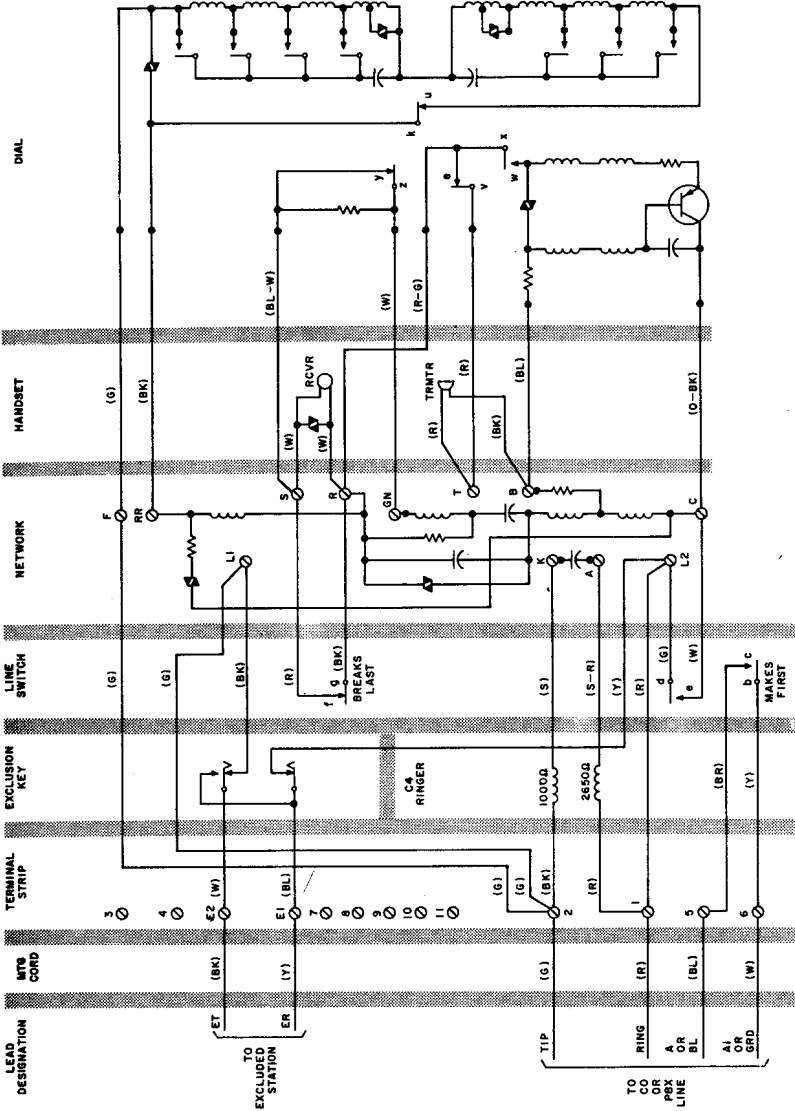 DIAL
HANDSET
NETWORK
LINE
SWITCH
EXCLUSION
KEY
TERMINAL
STRIP
MTG
CORD
LEAD
DESIGNATION
u
k
y
z
e
v
x
w
(BL-W)
(W)
(R-G)
(G)
(BK)
RCVR
(W)
(W)
TRMTR
(R)
(R)
(BK)
(BL)
(O-BK)
F
RR
S
R
GN
T
B
C
L1
K
A
L2
(G)
(G)
(BK)
(R)
(BK)
g
f
BREAKS
LAST
(S)
(S-R)
(Y)
(R)
(G)
(W)
d
e
b
c
MAKES
FIRST
C4
RINGER
1000Ω
2650Ω
(BR)
(Y)
3
4
E2
E1
7
8
9
10
11
2
1
5
6
(W)
(BL)
(G)
(G)
(BK)
(R)
(BK)
(Y)
(G)
(R)
(BL)
(W)
ET
ER
TO
EXCLUDED
STATION
TIP
RING
A
OR
BL
A1
OR
GRD
TO
CO
OR
PBX
LINE